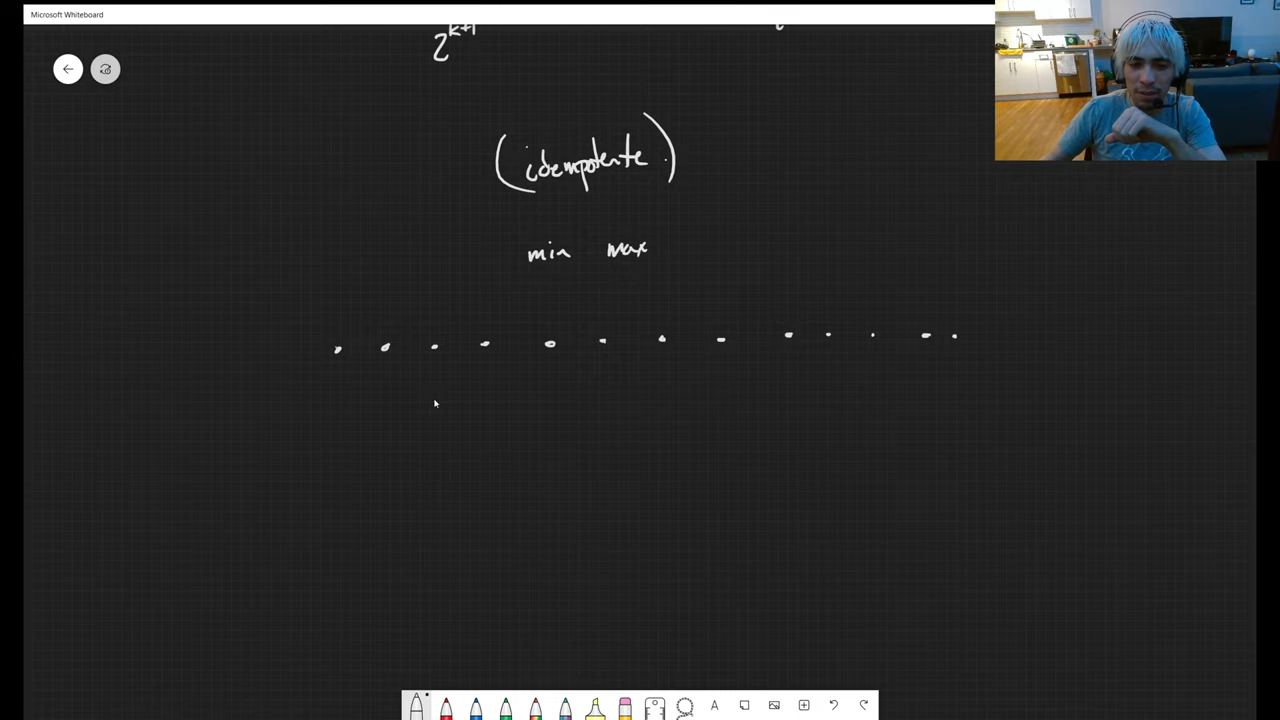 Microsoft Whiteboard
2^{k+1}
(idempotente)
min max
A